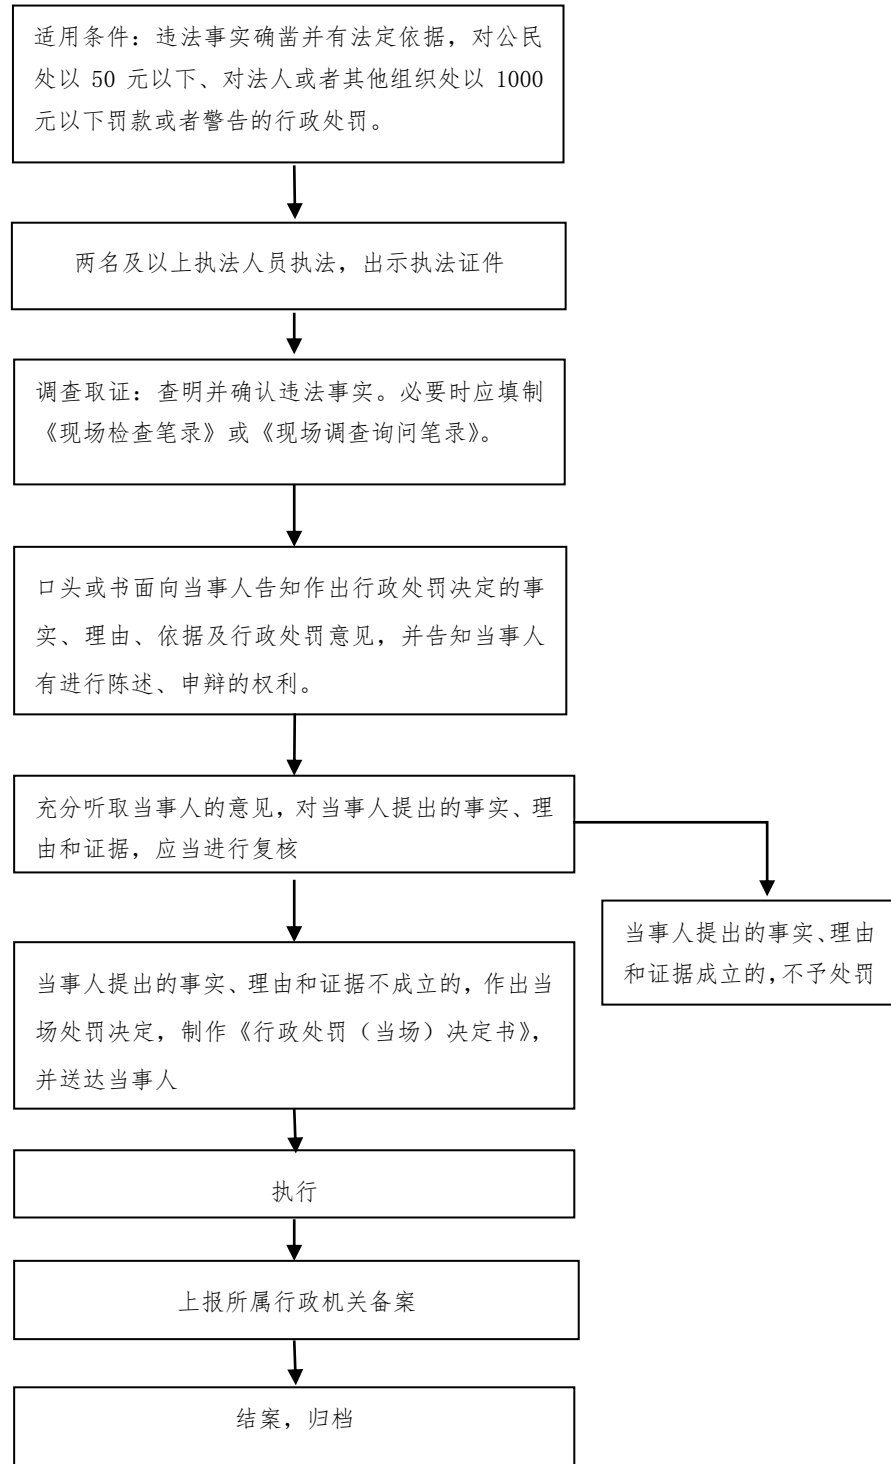 适用条件：违法事实确凿并有法定依据，对公民
处以 50 元以下、对法人或者其他组织处以 1000
元以下罚款或者警告的行政处罚。
两名及以上执法人员执法，出示执法证件
调查取证：查明并确认违法事实。必要时应填制
《现场检查笔录》或《现场调查询问笔录》。
口头或书面向当事人告知作出行政处罚决定的事
实、理由、依据及行政处罚意见，并告知当事人
有进行陈述、申辩的权利。
充分听取当事人的意见，对当事人提出的事实、理
由和证据，应当进行复核
当事人提出的事实、理由
和证据成立的，不予处罚
当事人提出的事实、理由和证据不成立的，作出当
场处罚决定，制作《行政处罚（当场）决定书》，
并送达当事人
执行
上报所属行政机关备案
结案，归档